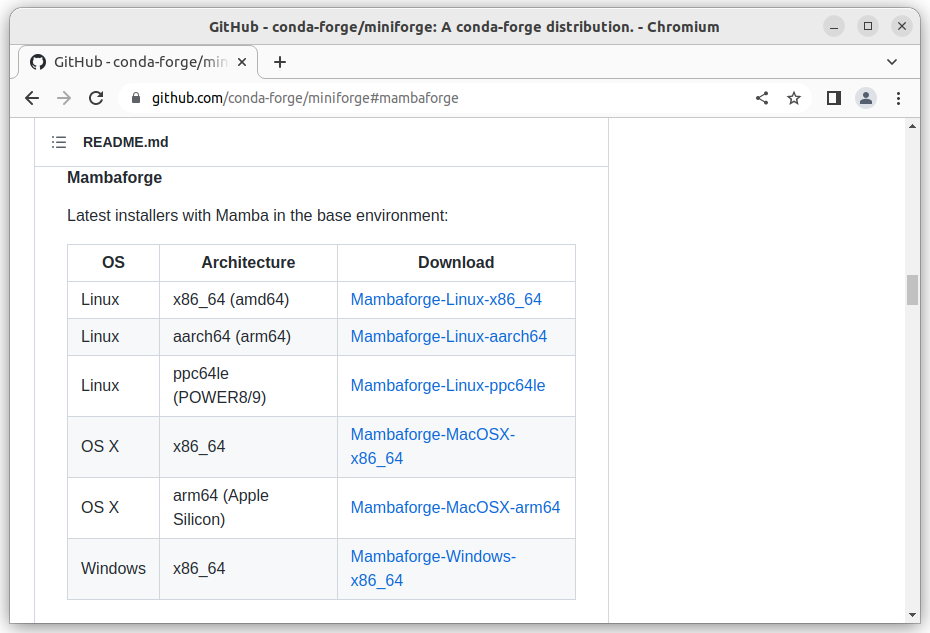 GitHub - conda-forge/miniforge: A conda-forge distribution. - Chromium
GitHub - conda-forge/min
github.com/conda-forge/miniforge#mambaforge
README.md
Mambaforge
Latest installers with Mamba in the base environment:
OS Architecture Download
Linux x86_64 (amd64) Mambaforge-Linux-x86_64
Linux aarch64 (arm64) Mambaforge-Linux-aarch64
Linux ppc64le (POWER8/9) Mambaforge-Linux-ppc64le
OS X x86_64 Mambaforge-MacOSX-x86_64
OS X arm64 (Apple Silicon) Mambaforge-MacOSX-arm64
Windows x86_64 Mambaforge-Windows-x86_64